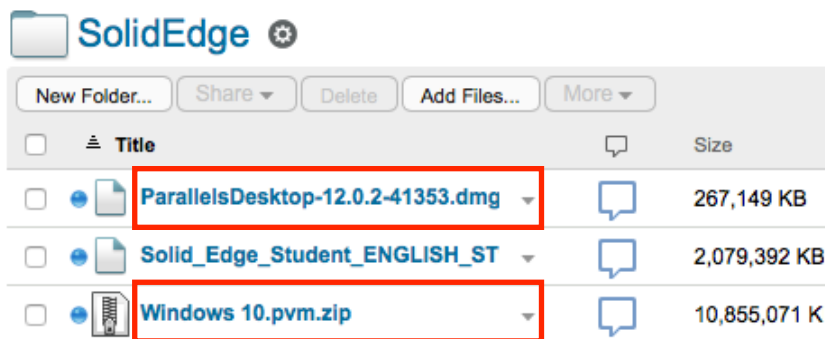 SolidEdge
New Folder... Share Delete Add Files... More
Title Size
ParallelsDesktop-12.0.2-41353.dmg 267,149 KB
Solid_Edge_Student_ENGLISH_ST 2,079,392 KB
Windows 10.pvm.zip 10,855,071 K